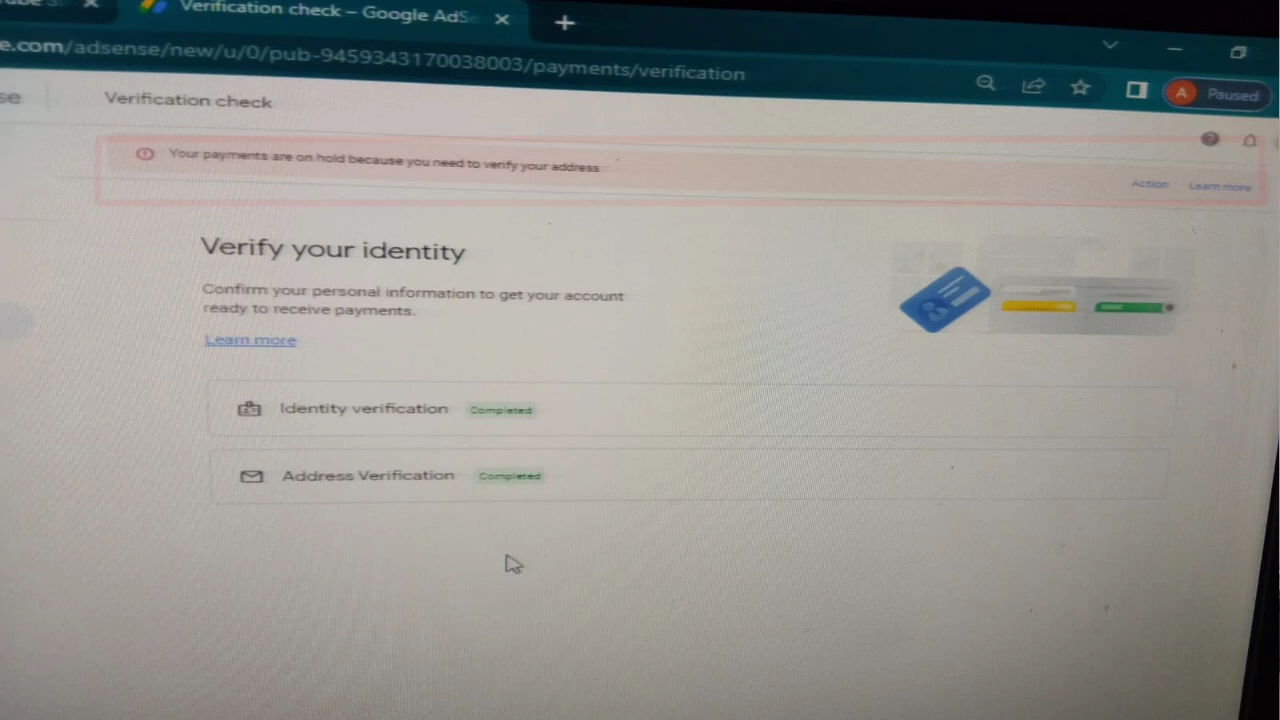 Verification check – Google AdSe
e.com/adsense/new/u/0/pub-9459343170038003/payments/verification
A Paused
se
Verification check
Your payments are on hold because you need to verify your address
Action Learn more
Verify your identity
Confirm your personal information to get your account
ready to receive payments.
Learn more
Identity verification Completed
Address Verification Completed